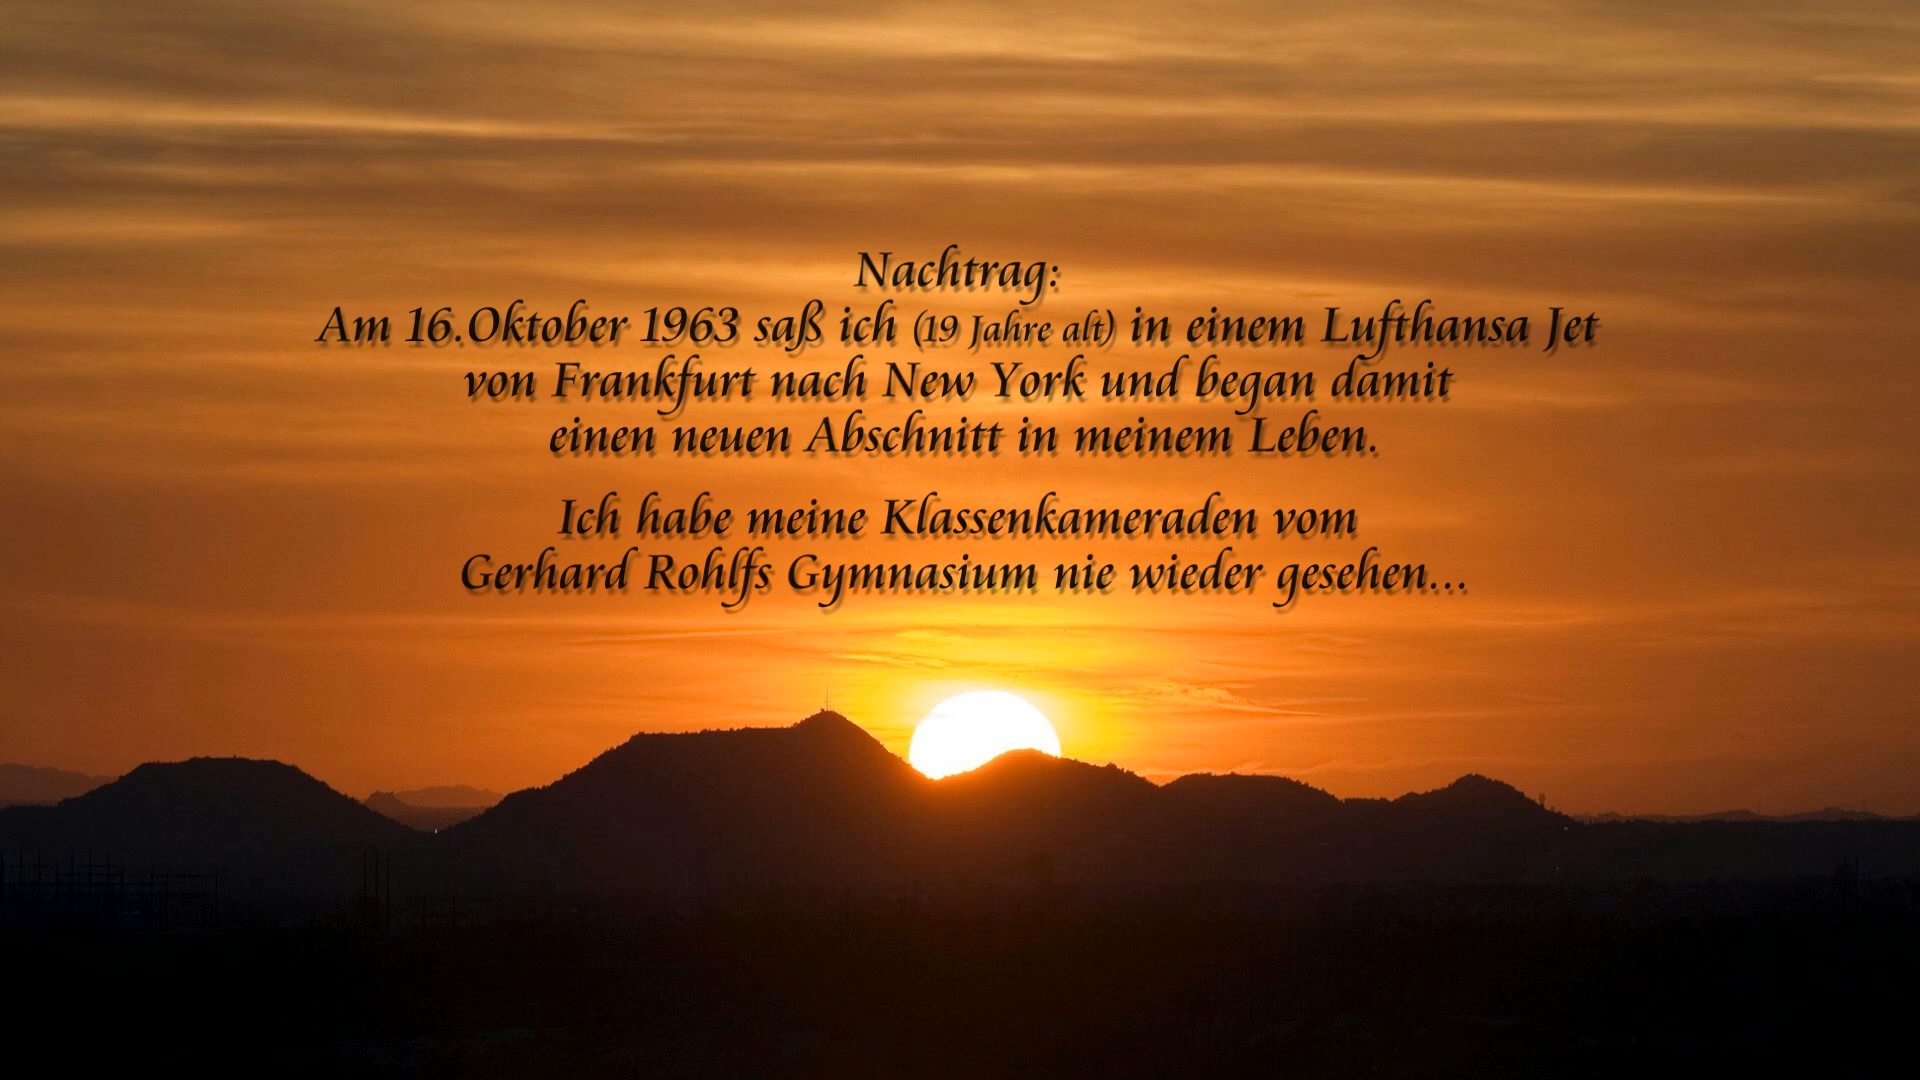 Nachtrag:
Am 16.Oktober 1963 saß ich (19 Jahre alt) in einem Lufthansa Jet
von Frankfurt nach New York und began damit
einen neuen Abschnitt in meinem Leben.
Ich habe meine Klassenkameraden vom
Gerhard Rohlfs Gymnasium nie wieder gesehen...